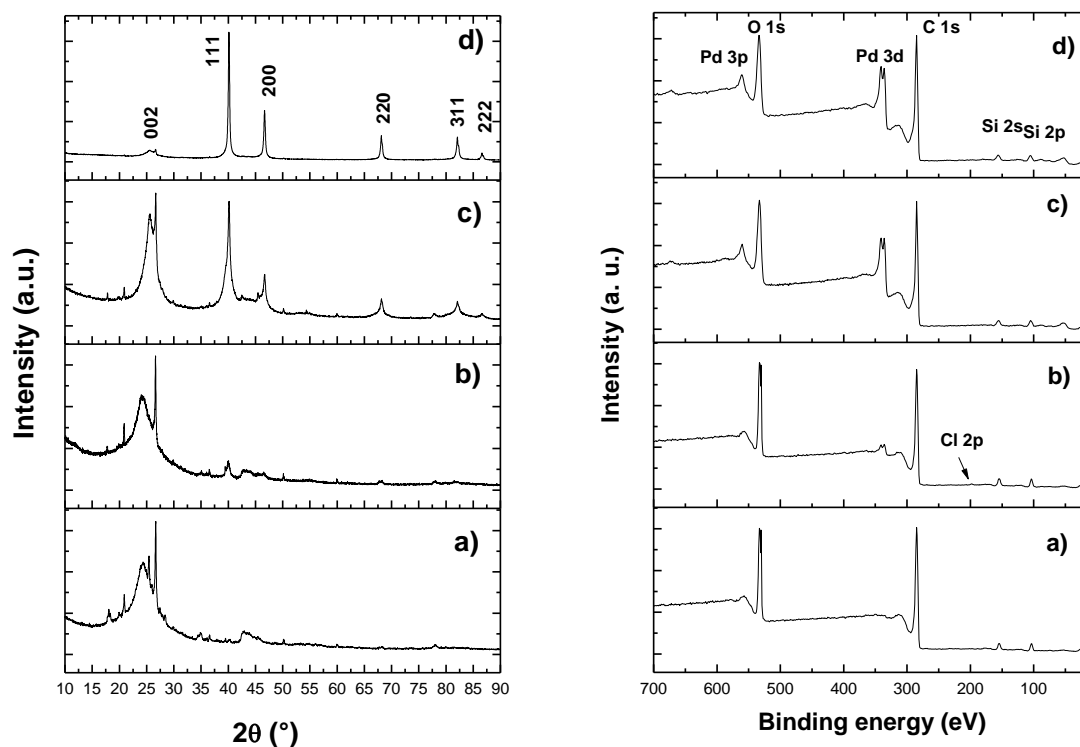 d)
111
200
002
220
311
222
c)
b)
a)
Intensity (a.u.)
10 15 20 25 30 35 40 45 50 55 60 65 70 75 80 85 90
2θ (°)
O 1s
C 1s
d)
Pd 3p
Pd 3d
Si 2s Si 2p
c)
b)
Cl 2p
a)
Intensity (a. u.)
700 600 500 400 300 200 100
Binding energy (eV)